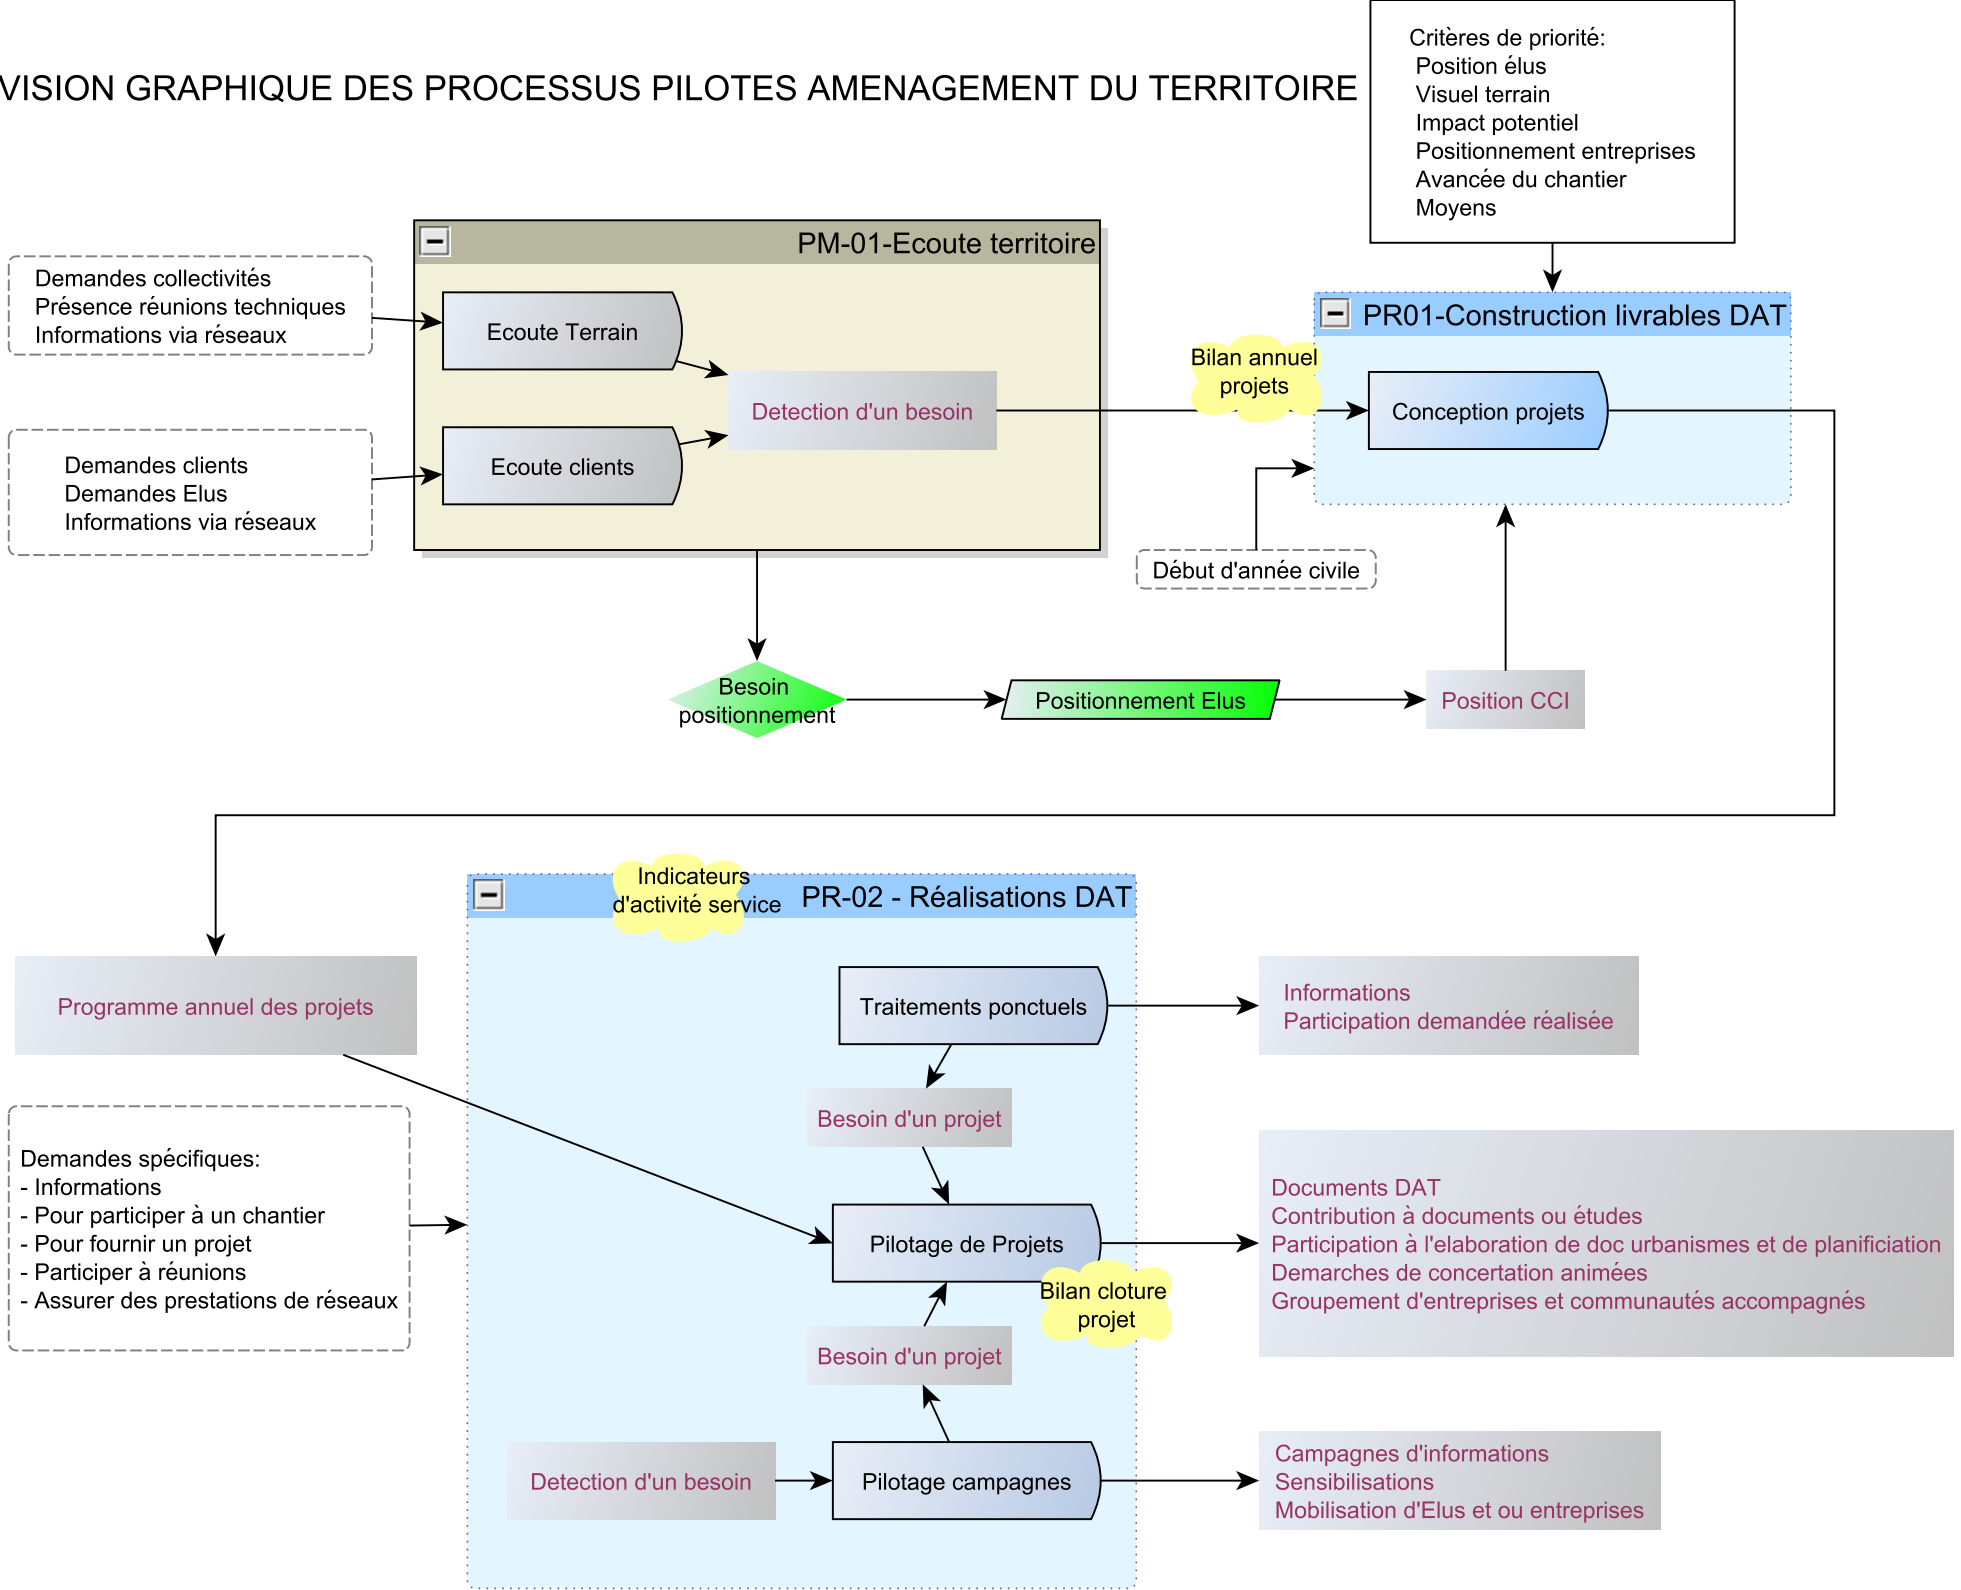 VISION GRAPHIQUE DES PROCESSUS PILOTES AMENAGEMENT DU TERRITOIRE
Critères de priorité:
Position élus
Visuel terrain
Impact potentiel
Positionnement entreprises
Avancée du chantier
Moyens
PM-01-Ecoute territoire
Demandes collectivités
Présence réunions techniques
Informations via réseaux
Ecoute Terrain
Detection d'un besoin
Demandes clients
Demandes Elus
Informations via réseaux
Ecoute clients
PR01-Construction livrables DAT
Bilan annuel
projets
Conception projets
Début d'année civile
Besoin
positionnement
Positionnement Elus
Position CCI
Indicateurs
d'activité service
PR-02 - Réalisations DAT
Programme annuel des projets
Traitements ponctuels
Informations
Participation demandée réalisée
Besoin d'un projet
Demandes spécifiques:
- Informations
- Pour participer à un chantier
- Pour fournir un projet
- Participer à réunions
- Assurer des prestations de réseaux
Pilotage de Projets
Bilan cloture
projet
Documents DAT
Contribution à documents ou études
Participation à l'elaboration de doc urbanismes et de planificiation
Demarches de concertation animées
Groupement d'entreprises et communautés accompagnés
Besoin d'un projet
Detection d'un besoin
Pilotage campagnes
Campagnes d'informations
Sensibilisations
Mobilisation d'Elus et ou entreprises